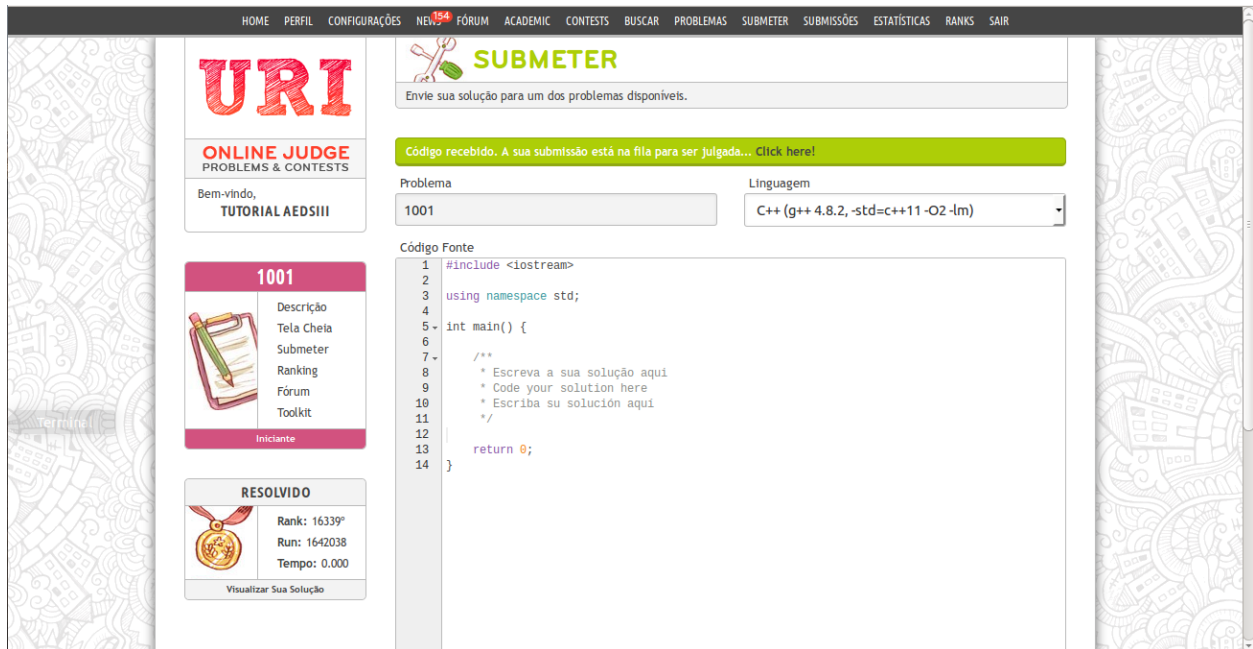 HOME PERFIL CONFIGURAÇÕES NEWS 154 FÓRUM ACADEMIC CONTESTS BUSCAR PROBLEMAS SUBMETER SUBMISSÕES ESTATÍSTICAS RANKS SAIR
URI
ONLINE JUDGE
PROBLEMS & CONTESTS
Bem-vindo,
TUTORIAL AEDSIII
1001
Descrição
Tela Cheia
Submeter
Ranking
Fórum
Toolkit
Iniciante
RESOLVIDO
Rank: 16339º
Run: 1642038
Tempo: 0.000
Visualizar Sua Solução
Terminal
SUBMETER
Envie sua solução para um dos problemas disponíveis.
Código recebido. A sua submissão está na fila para ser julgada... Click here!
Problema
1001
Linguagem
C++ (g++ 4.8.2, -std=c++11 -O2 -lm)
Código Fonte
1 #include <iostream>
2
3 using namespace std;
4
5 int main() {
6
7 /**
8 * Escreva a sua solução aqui
9 * Code your solution here
10 * Escriba su solución aquí
11 */
12
13 return 0;
14 }